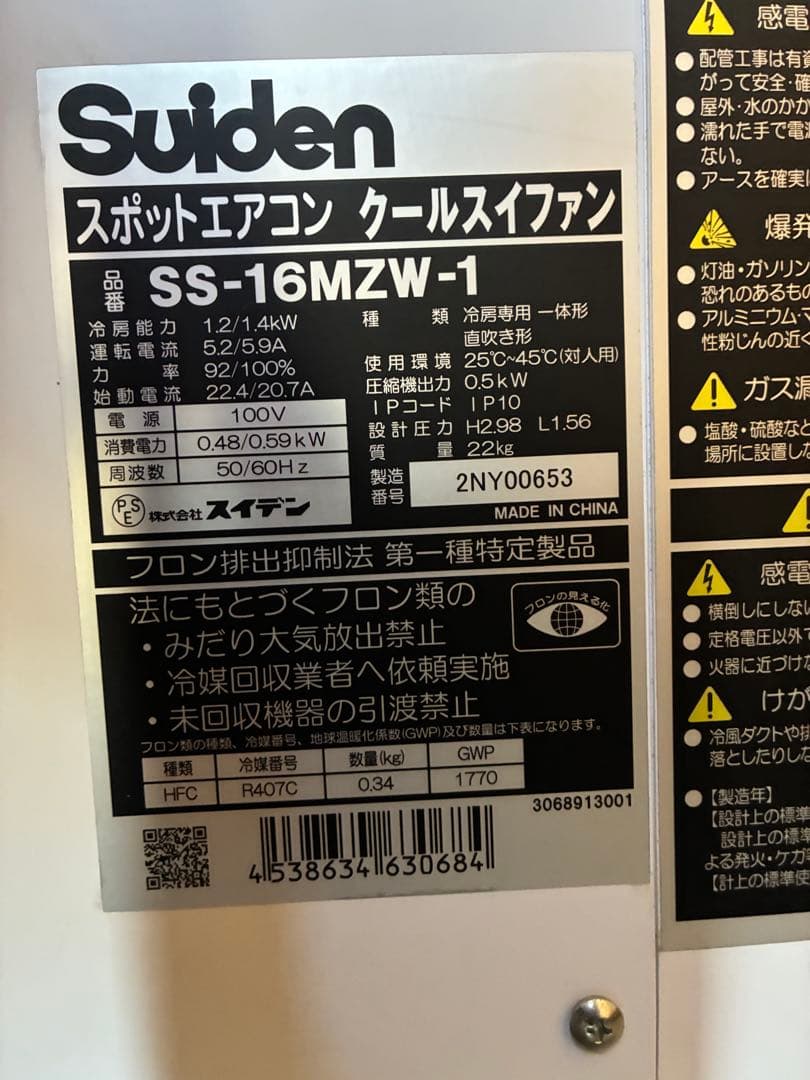 Suiden
スポットエアコン クールスイファン
品番 SS-16MZW-1
冷房能力 1.2/1.4kW
運転電流 5.2/5.9A
力率 92/100%
始動電流 22.4/20.7A
電源 100V
消費電力 0.48/0.59kW
周波数 50/60Hz
PSE 株式会社スイデン
種類 冷房専用 一体形
直吹き形
使用環境 25℃~45℃(対人用)
圧縮機出力 0.5kW
IPコード IP10
設計圧力 H2.98 L1.56
質量 22kg
製造番号 2NY00653
MADE IN CHINA
フロン排出抑制法 第一種特定製品
法にもとづくフロン類の
・みだり大気放出禁止
・冷媒回収業者へ依頼実施
・未回収機器の引渡禁止
フロンの見える化
フロン類の種類、冷媒番号、地球温暖化係数(GWP)及び数量は下表になります。
種類 冷媒番号 数量(kg) GWP
HFC R407C 0.34 1770
3068913001
4538634630684
感電
●配管工事は有資
がって安全・確
●屋外・水のかか
●濡れた手で電源
ない。
●アースを確実に
爆発
●灯油・ガソリン
恐れのあるもの
●アルミニウム・マ
性粉じんの近く
ガス漏
●塩酸・硫酸など
場所に設置しな
感電
●横倒しにしない
●定格電圧以外
●火器に近づけな
けが
●冷風ダクトや排
落としたりしな
●【製造年】
【設計上の標準
設計上の標準
よる発火・ケガ等
【計上の標準使